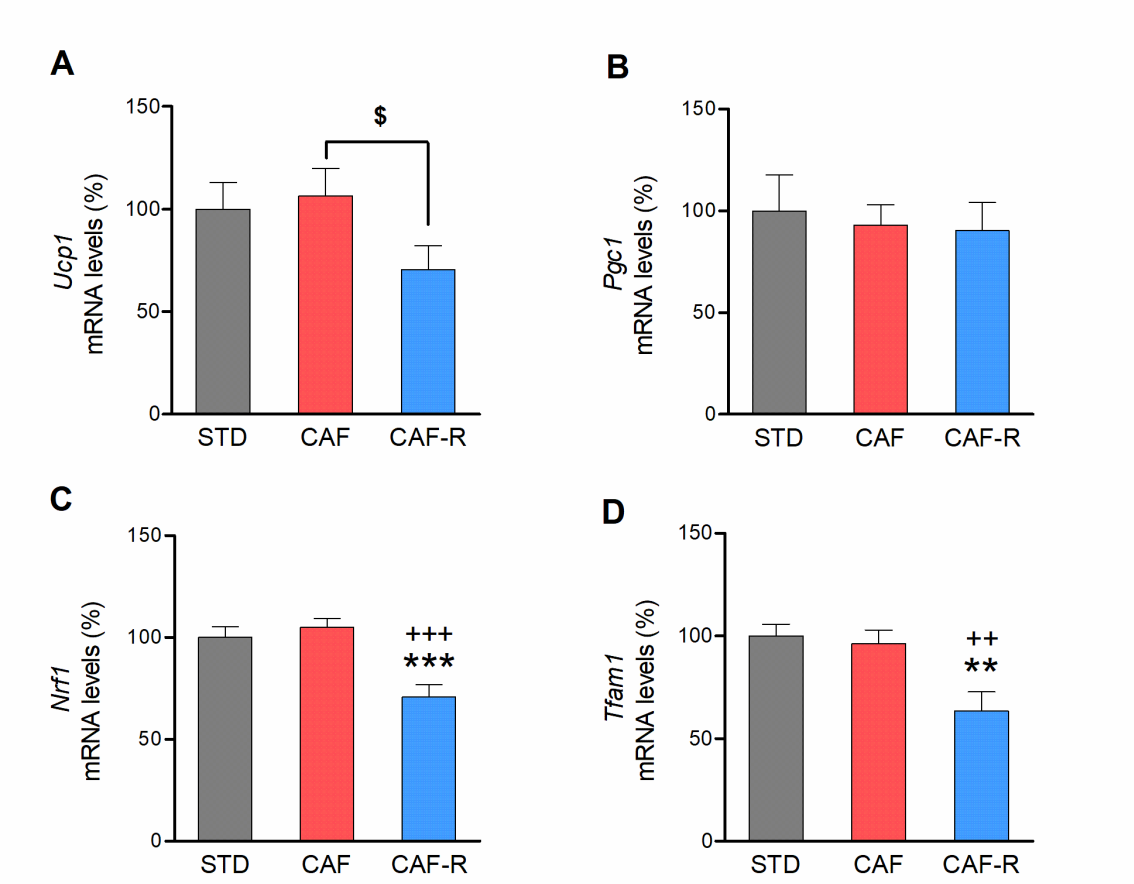 A
150
100
50
0
Ucp1
mRNA levels (%)
$
STD CAF CAF-R
B
150
100
50
0
Pgc1
mRNA levels (%)
STD CAF CAF-R
C
150
100
50
0
Nrf1
mRNA levels (%)
+++
***
STD CAF CAF-R
D
150
100
50
0
Tfam1
mRNA levels (%)
++
**
STD CAF CAF-R